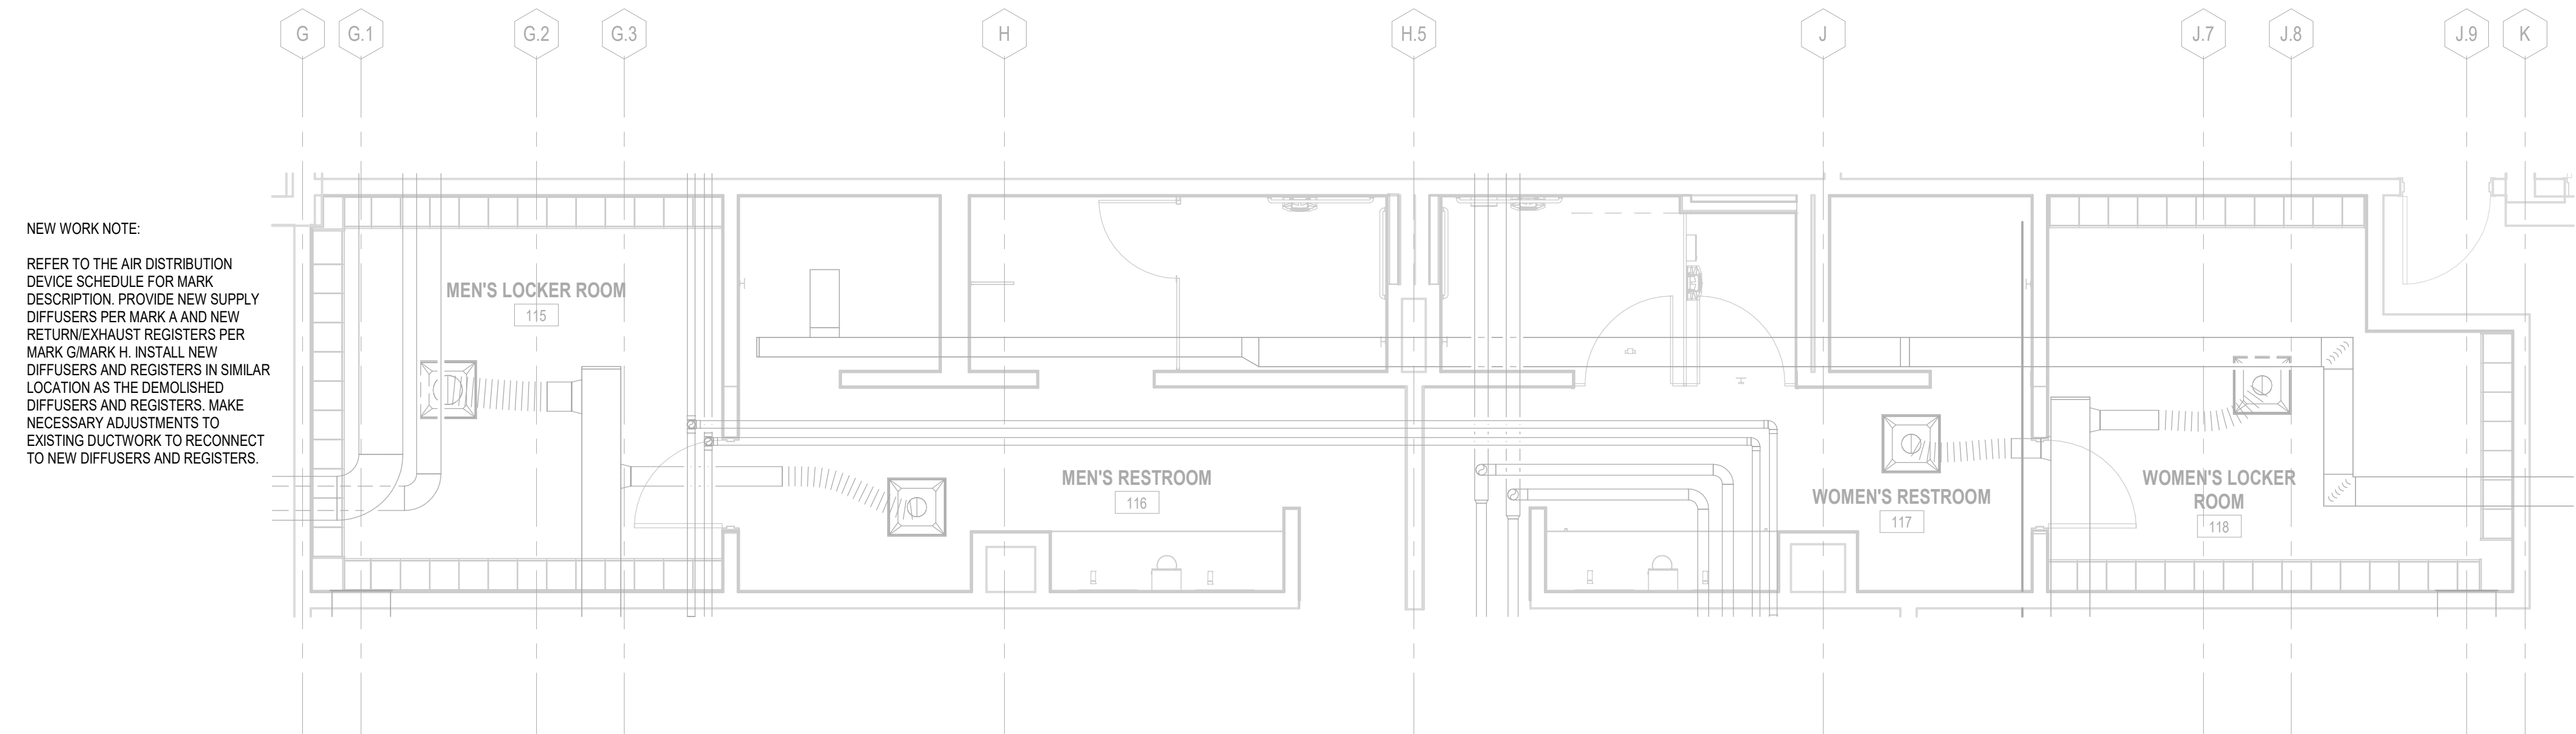 G
G.1
G.2
G.3
H
H.5
J
J.7
J.8
J.9
K
NEW WORK NOTE:
REFER TO THE AIR DISTRIBUTION
DEVICE SCHEDULE FOR MARK
DESCRIPTION. PROVIDE NEW SUPPLY
DIFFUSERS PER MARK A AND NEW
RETURN/EXHAUST REGISTERS PER
MARK G/MARK H. INSTALL NEW
DIFFUSERS AND REGISTERS IN SIMILAR
LOCATION AS THE DEMOLISHED
DIFFUSERS AND REGISTERS. MAKE
NECESSARY ADJUSTMENTS TO
EXISTING DUCTWORK TO RECONNECT
TO NEW DIFFUSERS AND REGISTERS.
MEN'S LOCKER ROOM
115
MEN'S RESTROOM
116
WOMEN'S RESTROOM
117
WOMEN'S LOCKER
ROOM
118